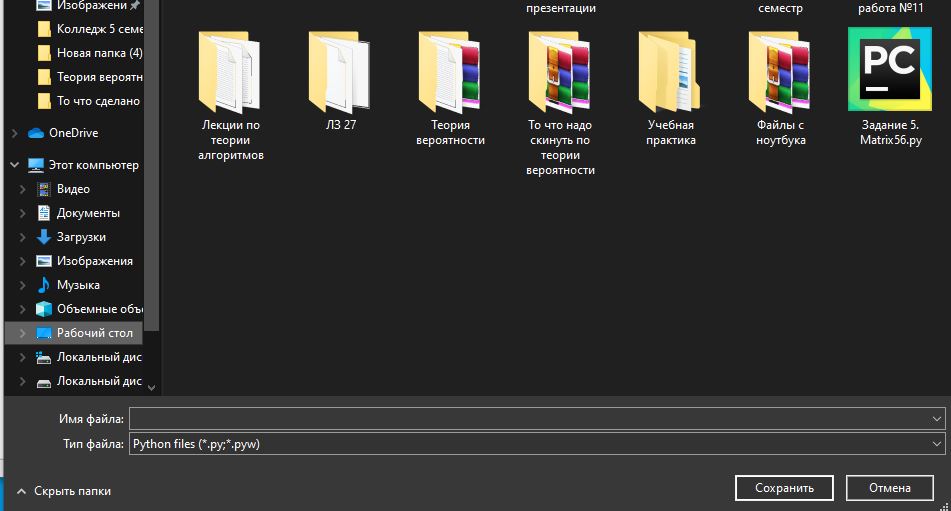 Изображени
Колледж 5 семе
Новая папка (4)
Теория вероятн
То что сделано
OneDrive
Этот компьютер
Видео
Документы
Загрузки
Изображения
Музыка
Объемные объ
Рабочий стол
Локальный дис
Локальный дис
презентации
семестр
работа №11
Лекции по
теории
алгоритмов
ЛЗ 27
Теория
вероятности
То что надо
скинуть по
теории
вероятности
Учебная
практика
Файлы с
ноутбука
PC
Задание 5.
Matrix56.py
Имя файла:
Тип файла: Python files (*.py;*.pyw)
Скрыть папки
Сохранить
Отмена